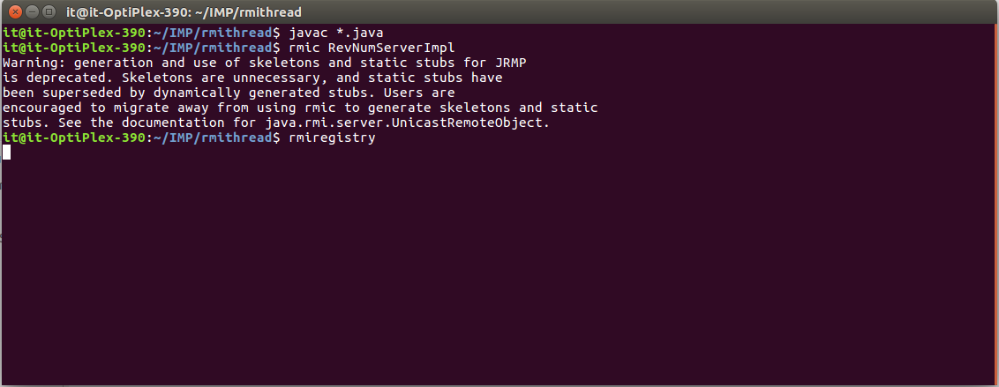 it@it-OptiPlex-390: ~/IMP/rmithread
it@it-OptiPlex-390:~/IMP/rmithread$ javac *.java
it@it-OptiPlex-390:~/IMP/rmithread$ rmic RevNumServerImpl
Warning: generation and use of skeletons and static stubs for JRMP
is deprecated. Skeletons are unnecessary, and static stubs have
been superseded by dynamically generated stubs. Users are
encouraged to migrate away from using rmic to generate skeletons and static
stubs. See the documentation for java.rmi.server.UnicastRemoteObject.
it@it-OptiPlex-390:~/IMP/rmithread$ rmiregistry